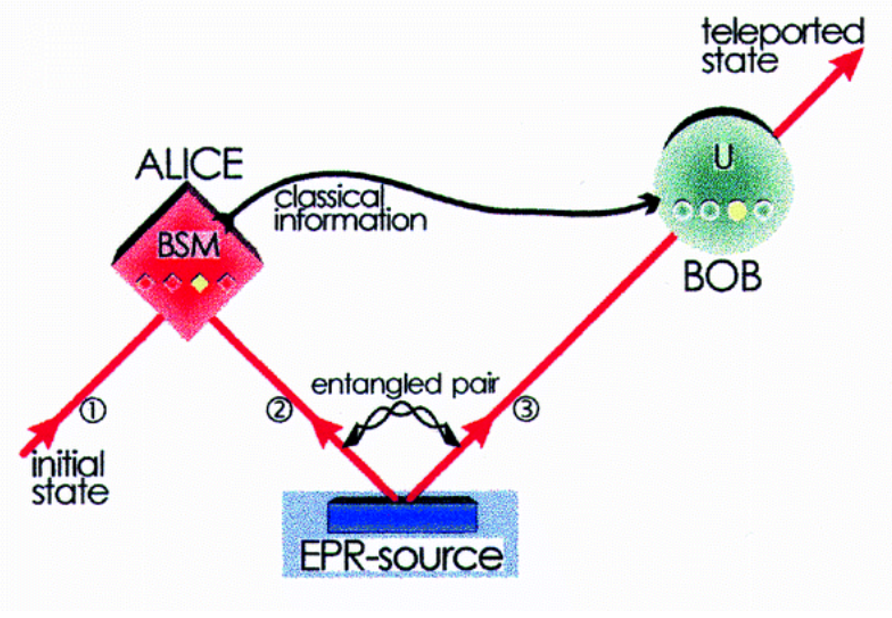 teleported
state
ALICE
U
classical
information
BSM
BOB
entangled pair
①
②
③
initial
state
EPR-source